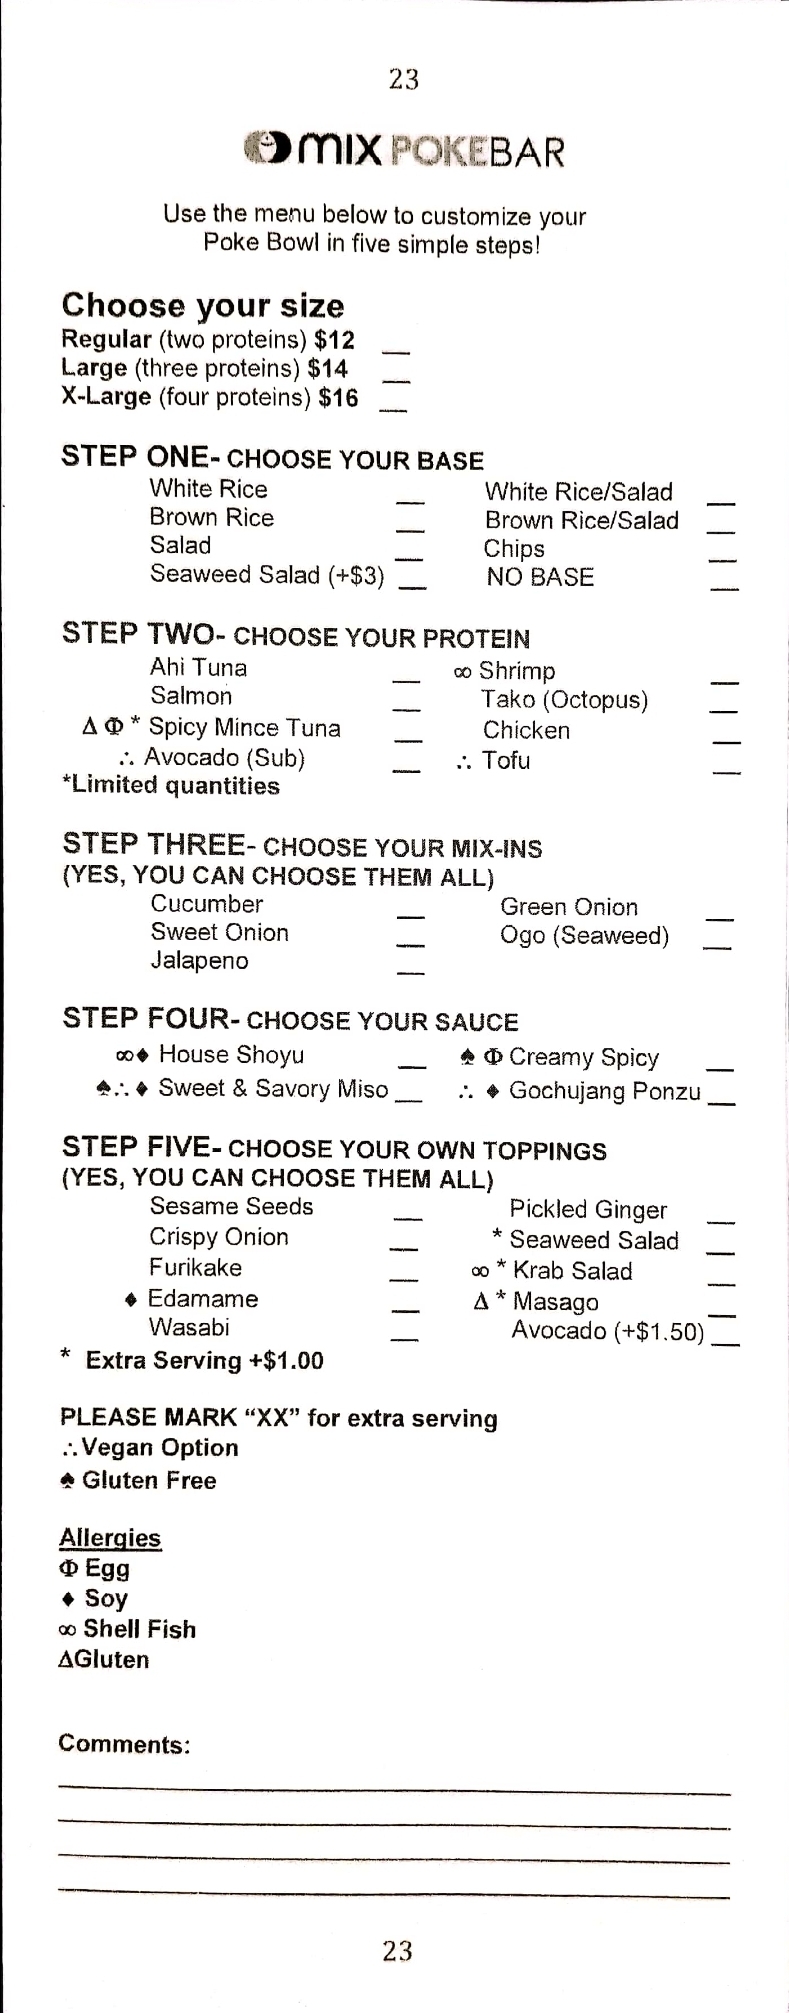 23
mix POKEBAR
Use the menu below to customize your
Poke Bowl in five simple steps!
Choose your size
Regular (two proteins) $12 __
Large (three proteins) $14 __
X-Large (four proteins) $16 __
STEP ONE- CHOOSE YOUR BASE
White Rice __ White Rice/Salad __
Brown Rice __ Brown Rice/Salad __
Salad __ Chips __
Seaweed Salad (+$3) __ NO BASE __
STEP TWO- CHOOSE YOUR PROTEIN
Ahi Tuna __ ∞ Shrimp __
Salmon __ Tako (Octopus) __
Δ Φ * Spicy Mince Tuna __ Chicken __
∴ Avocado (Sub) __ ∴ Tofu __
*Limited quantities
STEP THREE- CHOOSE YOUR MIX-INS
(YES, YOU CAN CHOOSE THEM ALL)
Cucumber __ Green Onion __
Sweet Onion __ Ogo (Seaweed) __
Jalapeno __
STEP FOUR- CHOOSE YOUR SAUCE
∞♦ House Shoyu __ ♠ Φ Creamy Spicy __
♠∴ ♦ Sweet & Savory Miso __ ∴ ♦ Gochujang Ponzu __
STEP FIVE- CHOOSE YOUR OWN TOPPINGS
(YES, YOU CAN CHOOSE THEM ALL)
Sesame Seeds __ Pickled Ginger __
Crispy Onion __ * Seaweed Salad __
Furikake __ ∞ * Krab Salad __
♦ Edamame __ Δ * Masago __
Wasabi __ Avocado (+$1.50) __
* Extra Serving +$1.00
PLEASE MARK “XX” for extra serving
∴ Vegan Option
♠ Gluten Free
Allergies
Φ Egg
♦ Soy
∞ Shell Fish
ΔGluten
Comments:
23